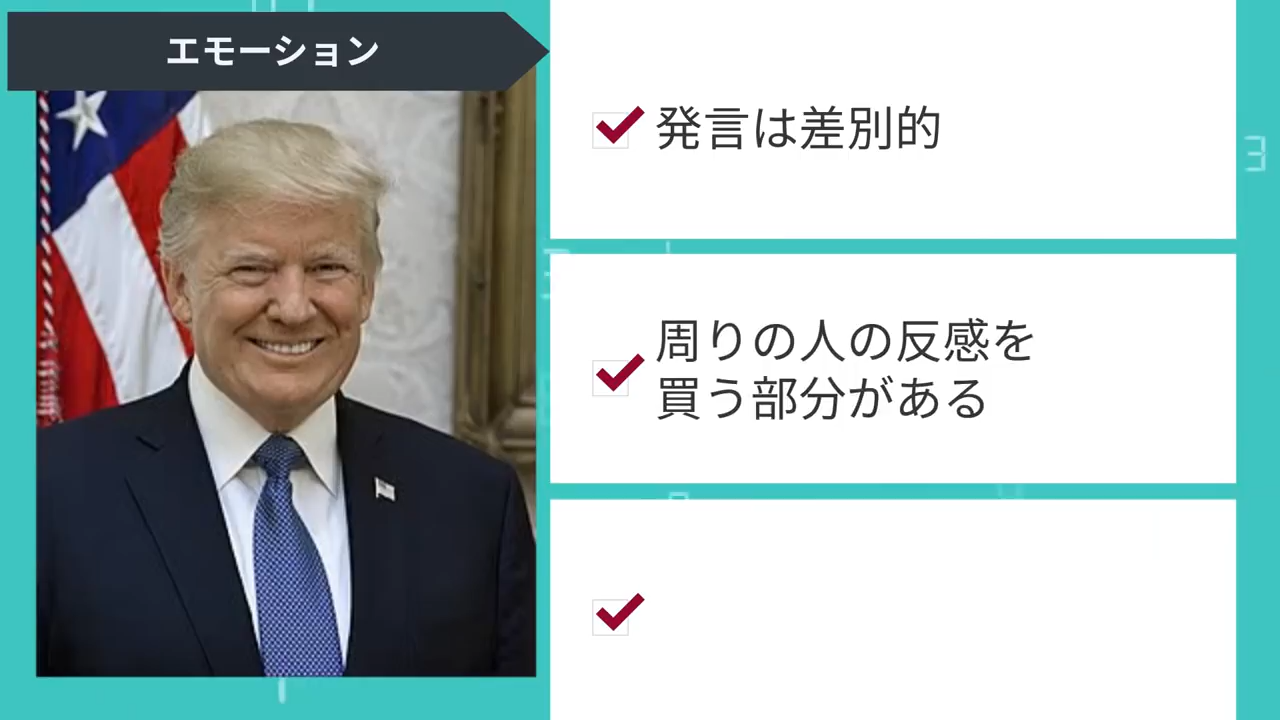 エモーション
発言は差別的
周りの人の反感を
買う部分がある
3